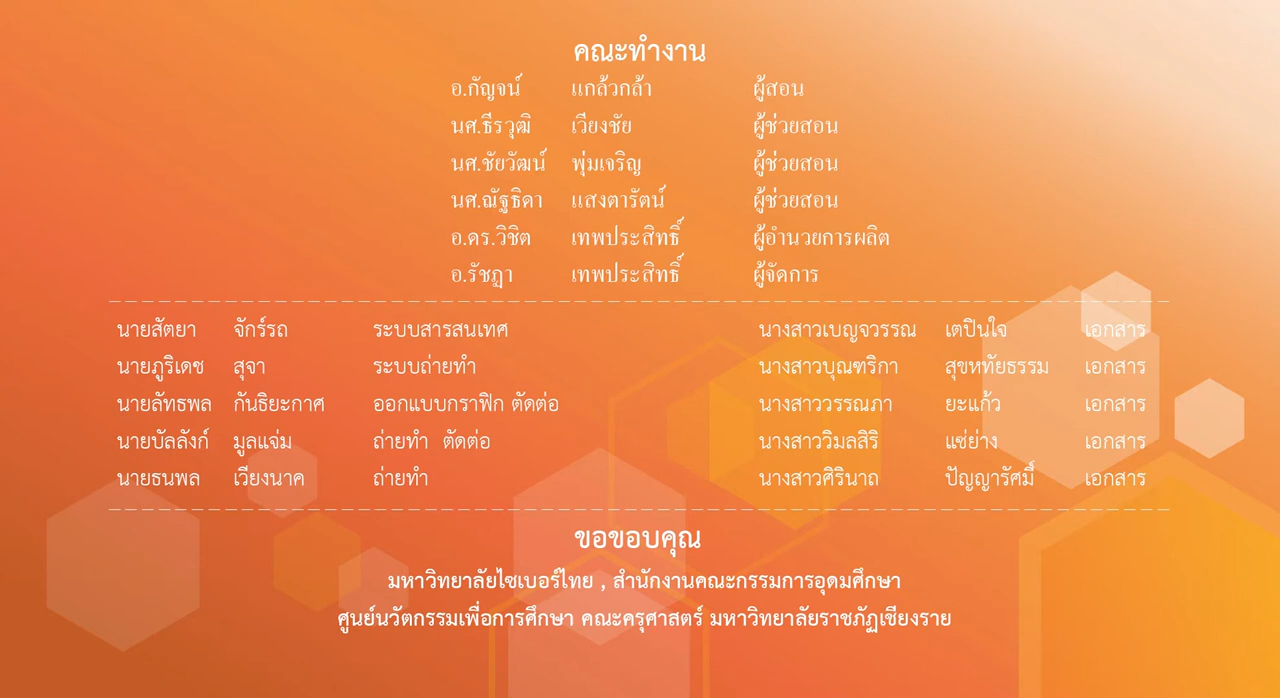 คณะทำงาน
อ.กัญจน์ แกล้วกล้า ผู้สอน
นศ.ธีรวุฒิ เวียงชัย ผู้ช่วยสอน
นศ.ชัยวัฒน์ พุ่มเจริญ ผู้ช่วยสอน
นศ.ณัฐธิดา แสงตารัตน์ ผู้ช่วยสอน
อ.ดร.วิชิต เทพประสิทธิ์ ผู้อำนวยการผลิต
อ.รัชฎา เทพประสิทธิ์ ผู้จัดการ
นายสัตยา จักร์รถ ระบบสารสนเทศ นางสาวเบญจวรรณ เตปินใจ เอกสาร
นายภูริเดช สุจา ระบบถ่ายทำ นางสาวบุณฑริกา สุขหทัยธรรม เอกสาร
นายลัทธพล กันธิยะกาศ ออกแบบกราฟิก ตัดต่อ นางสาววรรณภา ยะแก้ว เอกสาร
นายบัลลังก์ มูลแจ่ม ถ่ายทำ ตัดต่อ นางสาววิมลสิริ แซ่ย่าง เอกสาร
นายธนพล เวียงนาค ถ่ายทำ นางสาวศิรินาถ ปัญญารัศมิ์ เอกสาร
ขอขอบคุณ
มหาวิทยาลัยไซเบอร์ไทย , สำนักงานคณะกรรมการอุดมศึกษา
ศูนย์นวัตกรรมเพื่อการศึกษา คณะครุศาสตร์ มหาวิทยาลัยราชภัฏเชียงราย